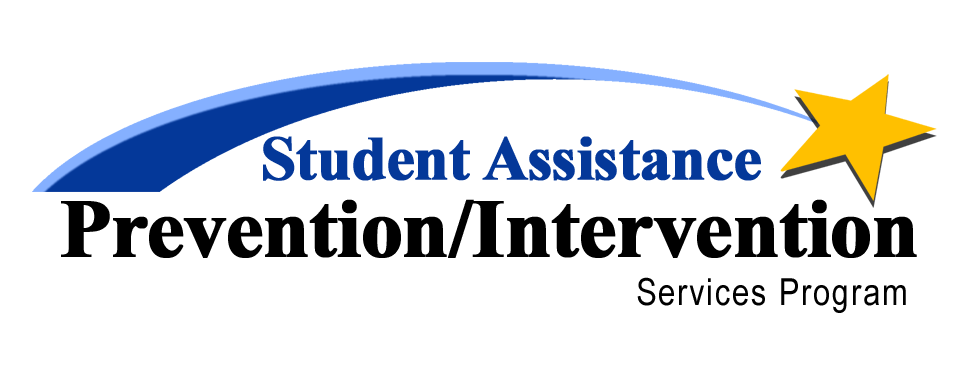 Student Assistance
Prevention/Intervention
Services Program